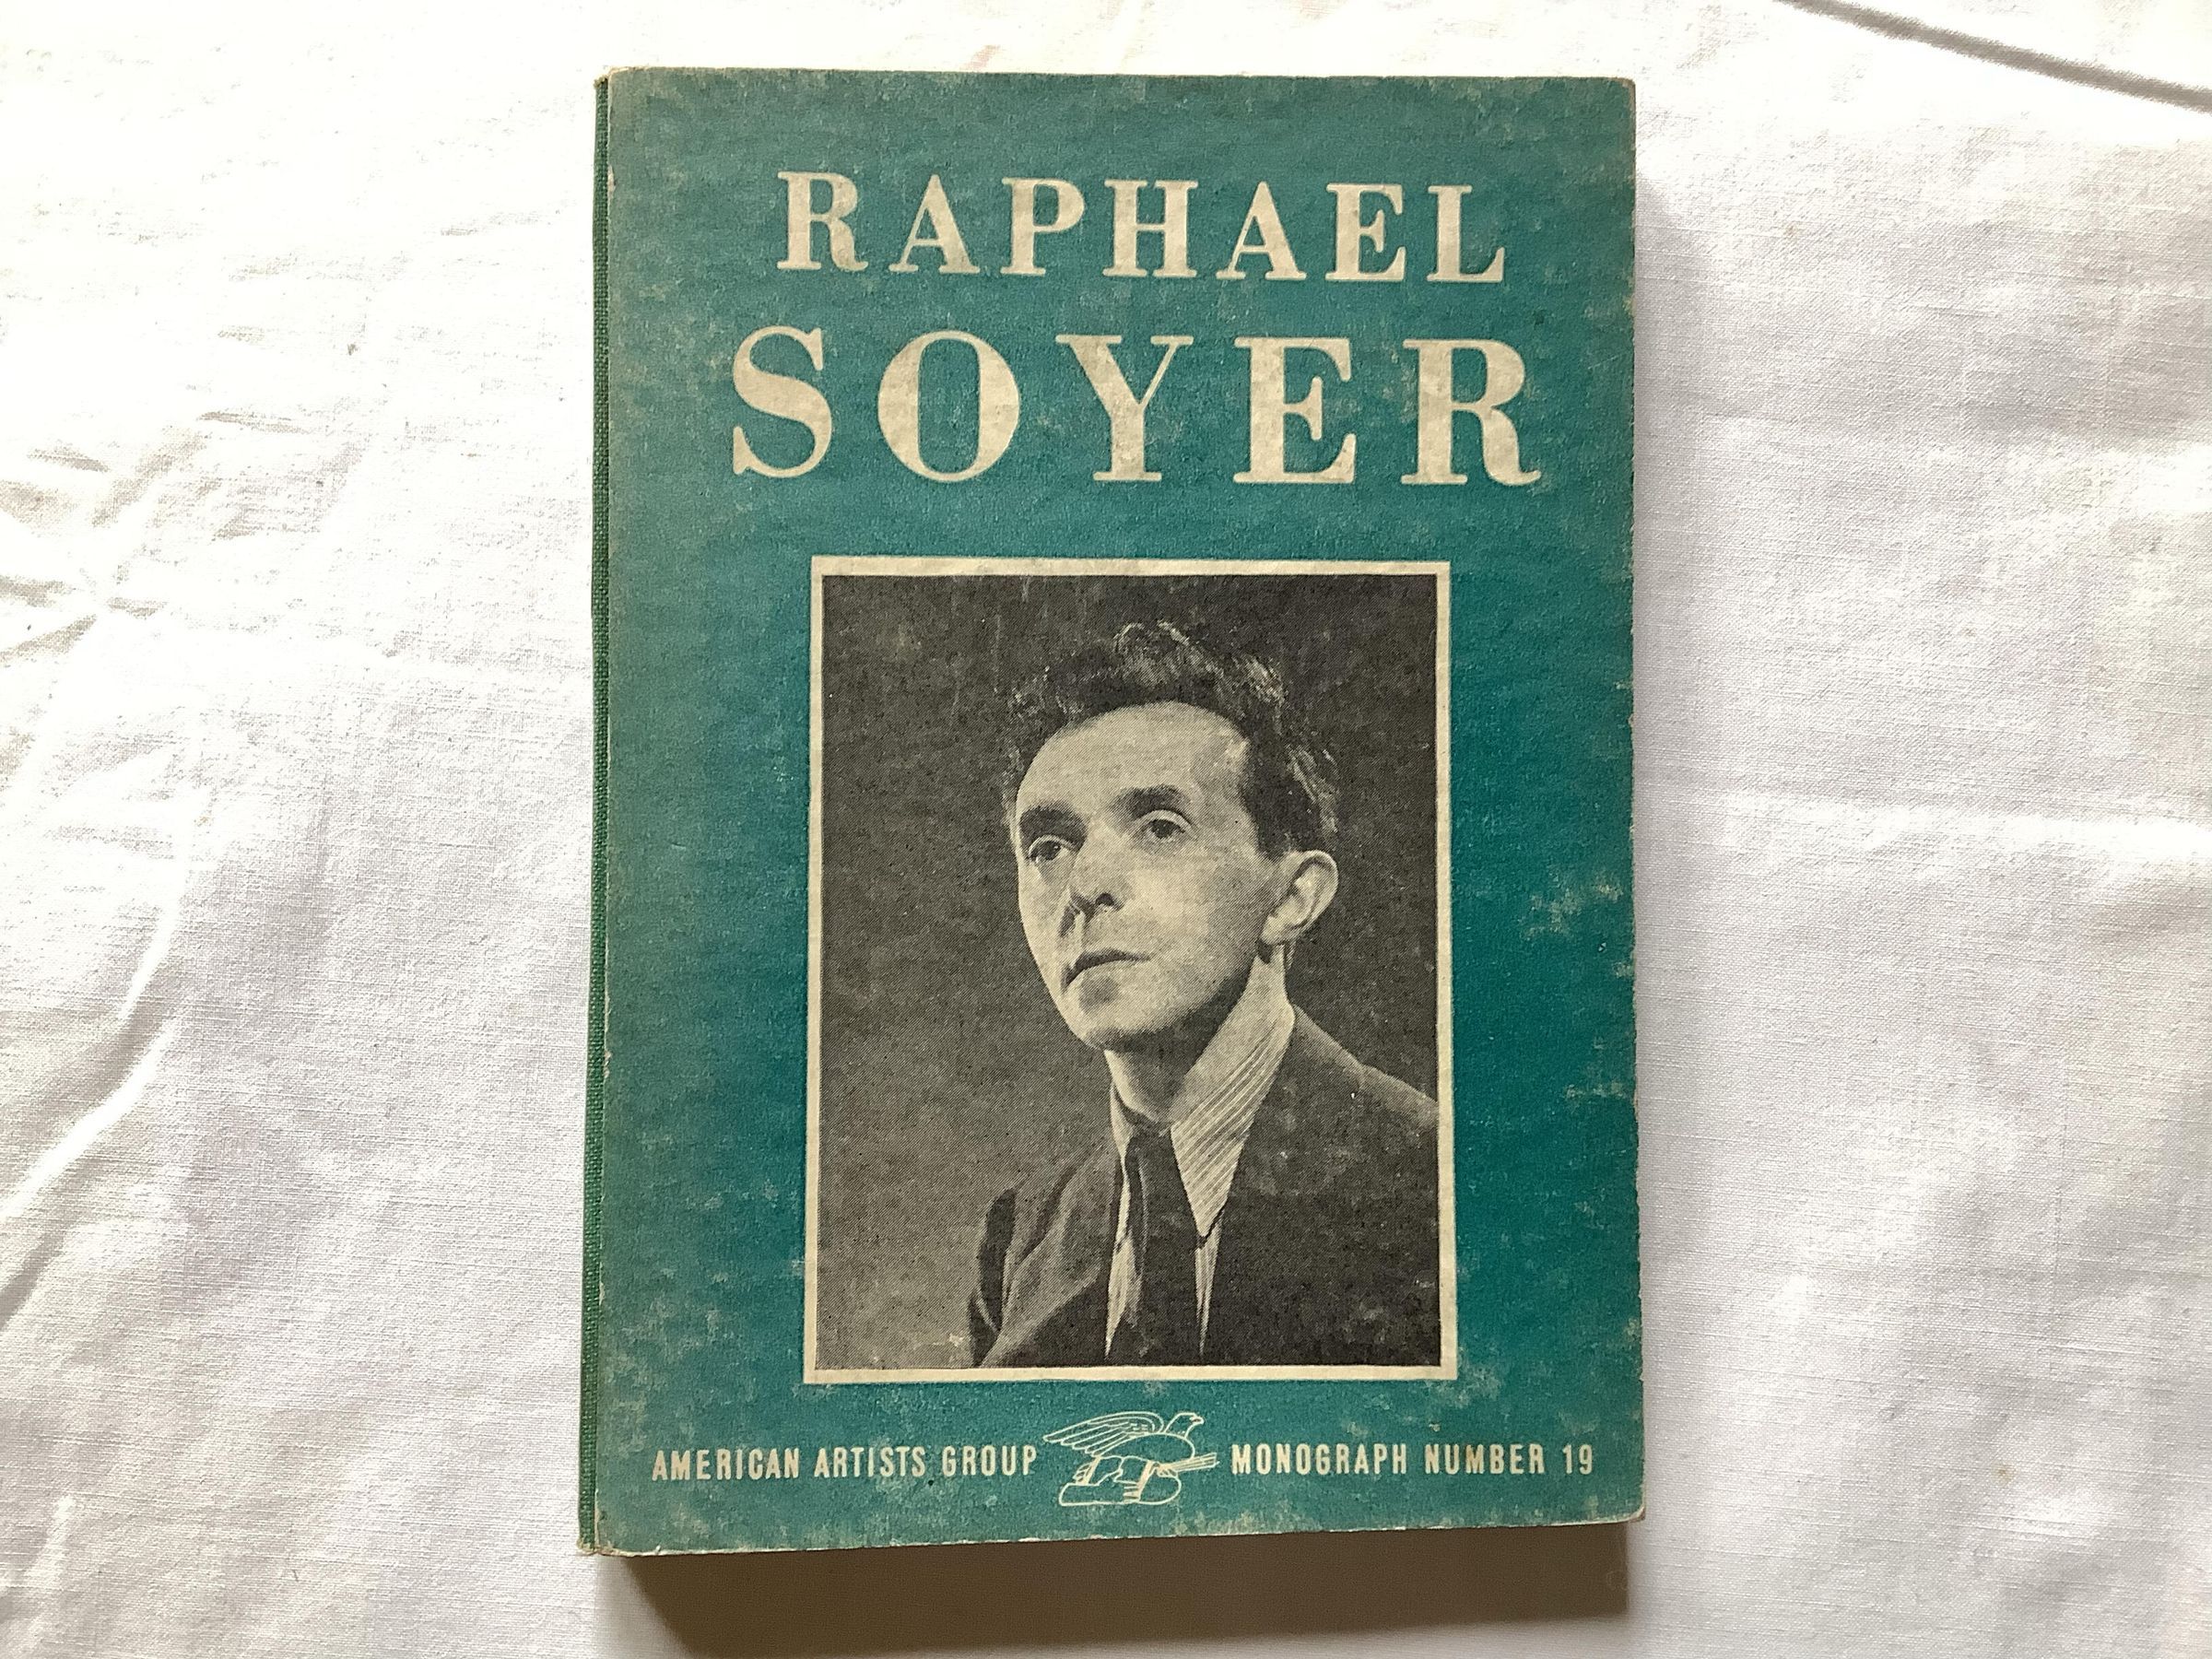 RAPHAEL
SOYER
AMERICAN ARTISTS GROUP MONOGRAPH NUMBER 19